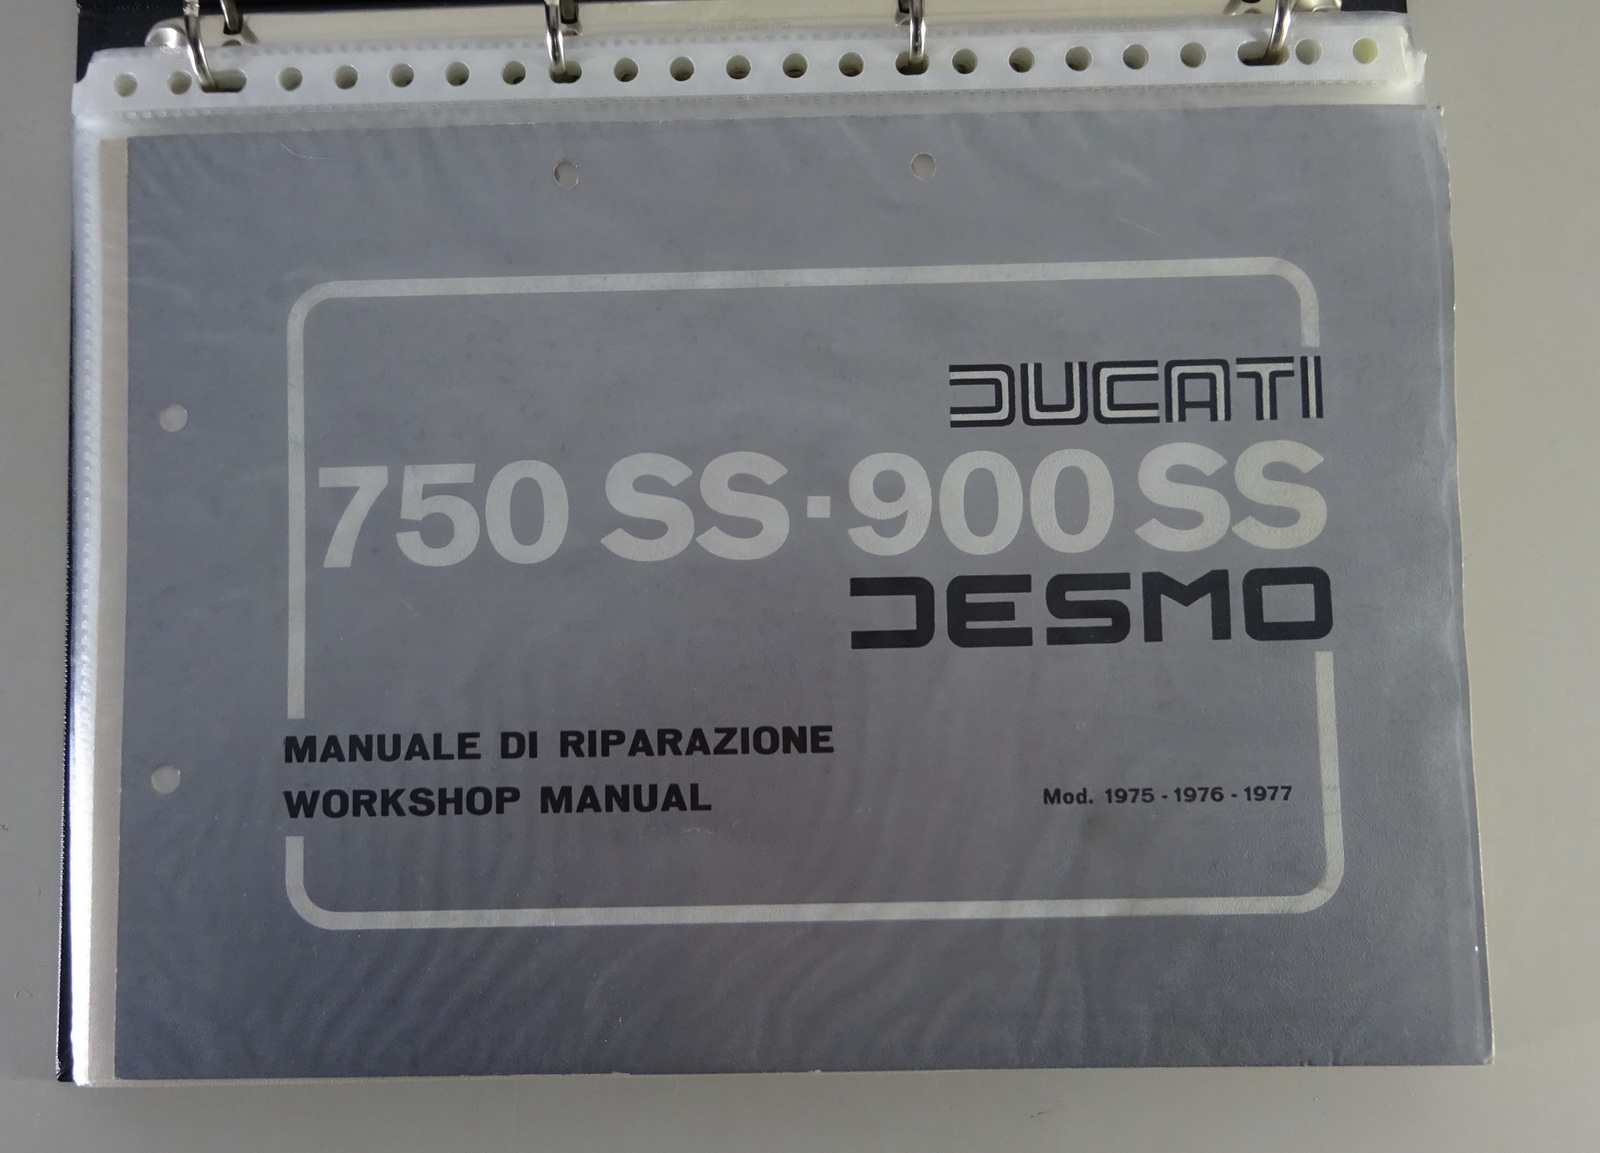 DUCATI
750 SS·900 SS
DESMO
MANUALE DI RIPARAZIONE
WORKSHOP MANUAL
Mod. 1975 - 1976 - 1977